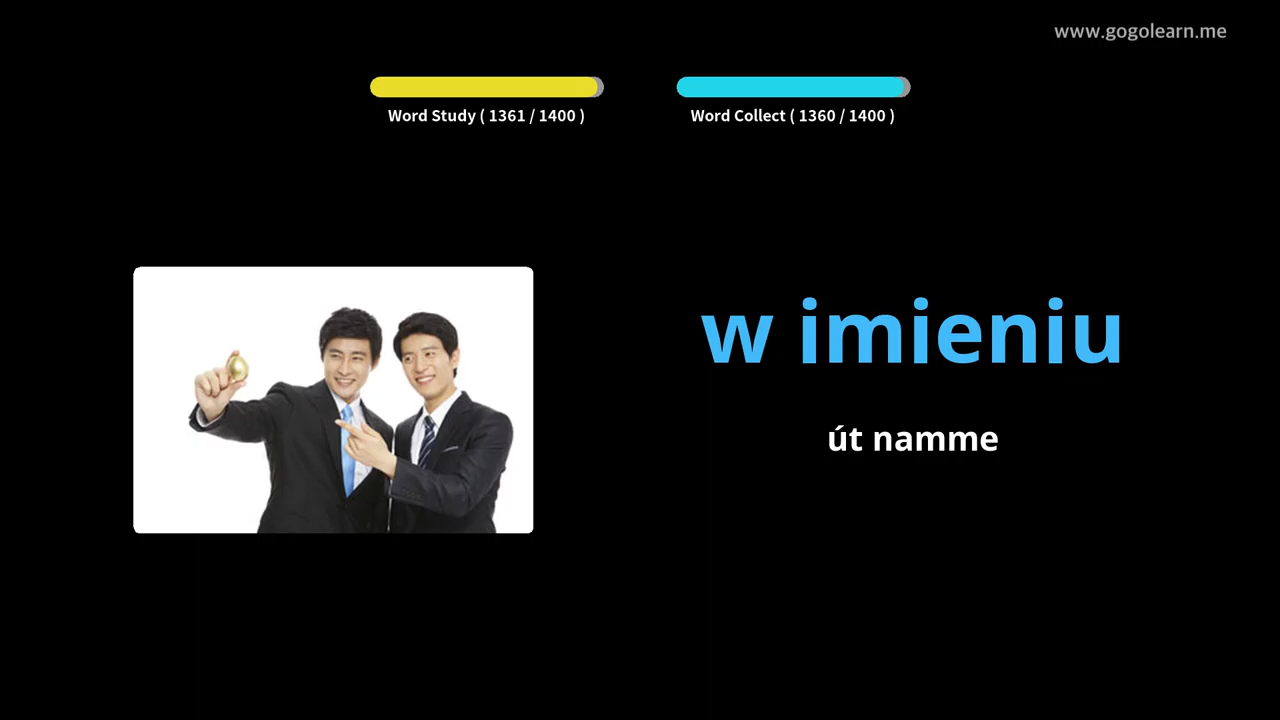 www.gogolearn.me
Word Study ( 1361 / 1400 )
Word Collect ( 1360 / 1400 )
w imieniu
út namme